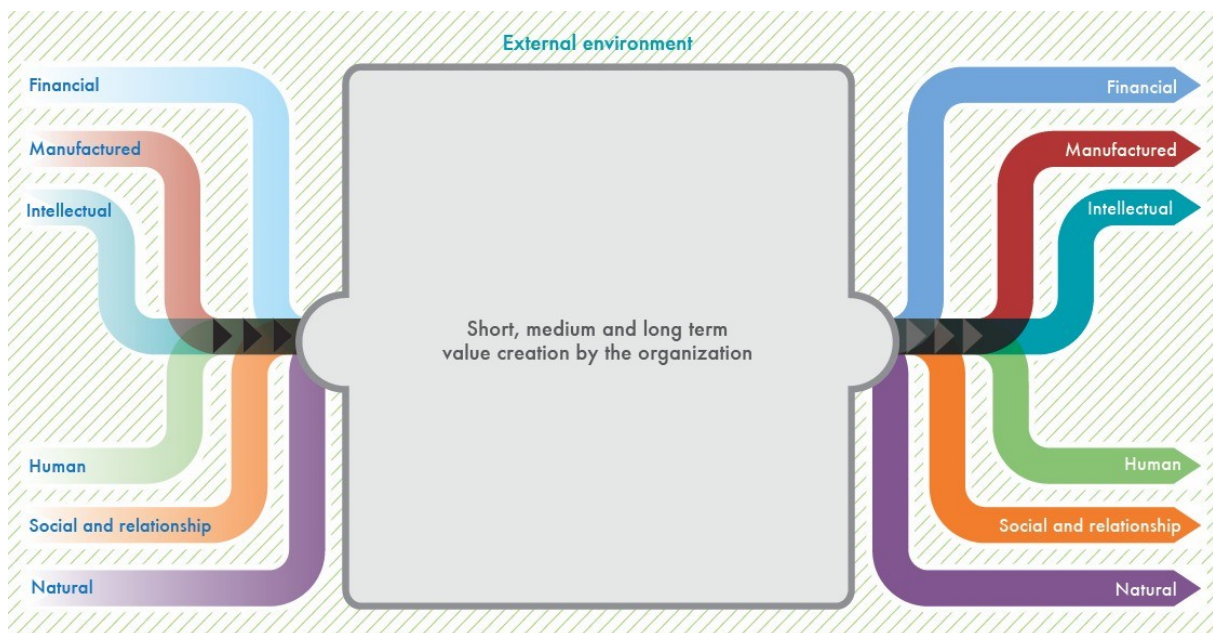 External environment
Financial
Manufactured
Intellectual
Human
Social and relationship
Natural
Short, medium and long term
value creation by the organization
Financial
Manufactured
Intellectual
Human
Social and relationship
Natural